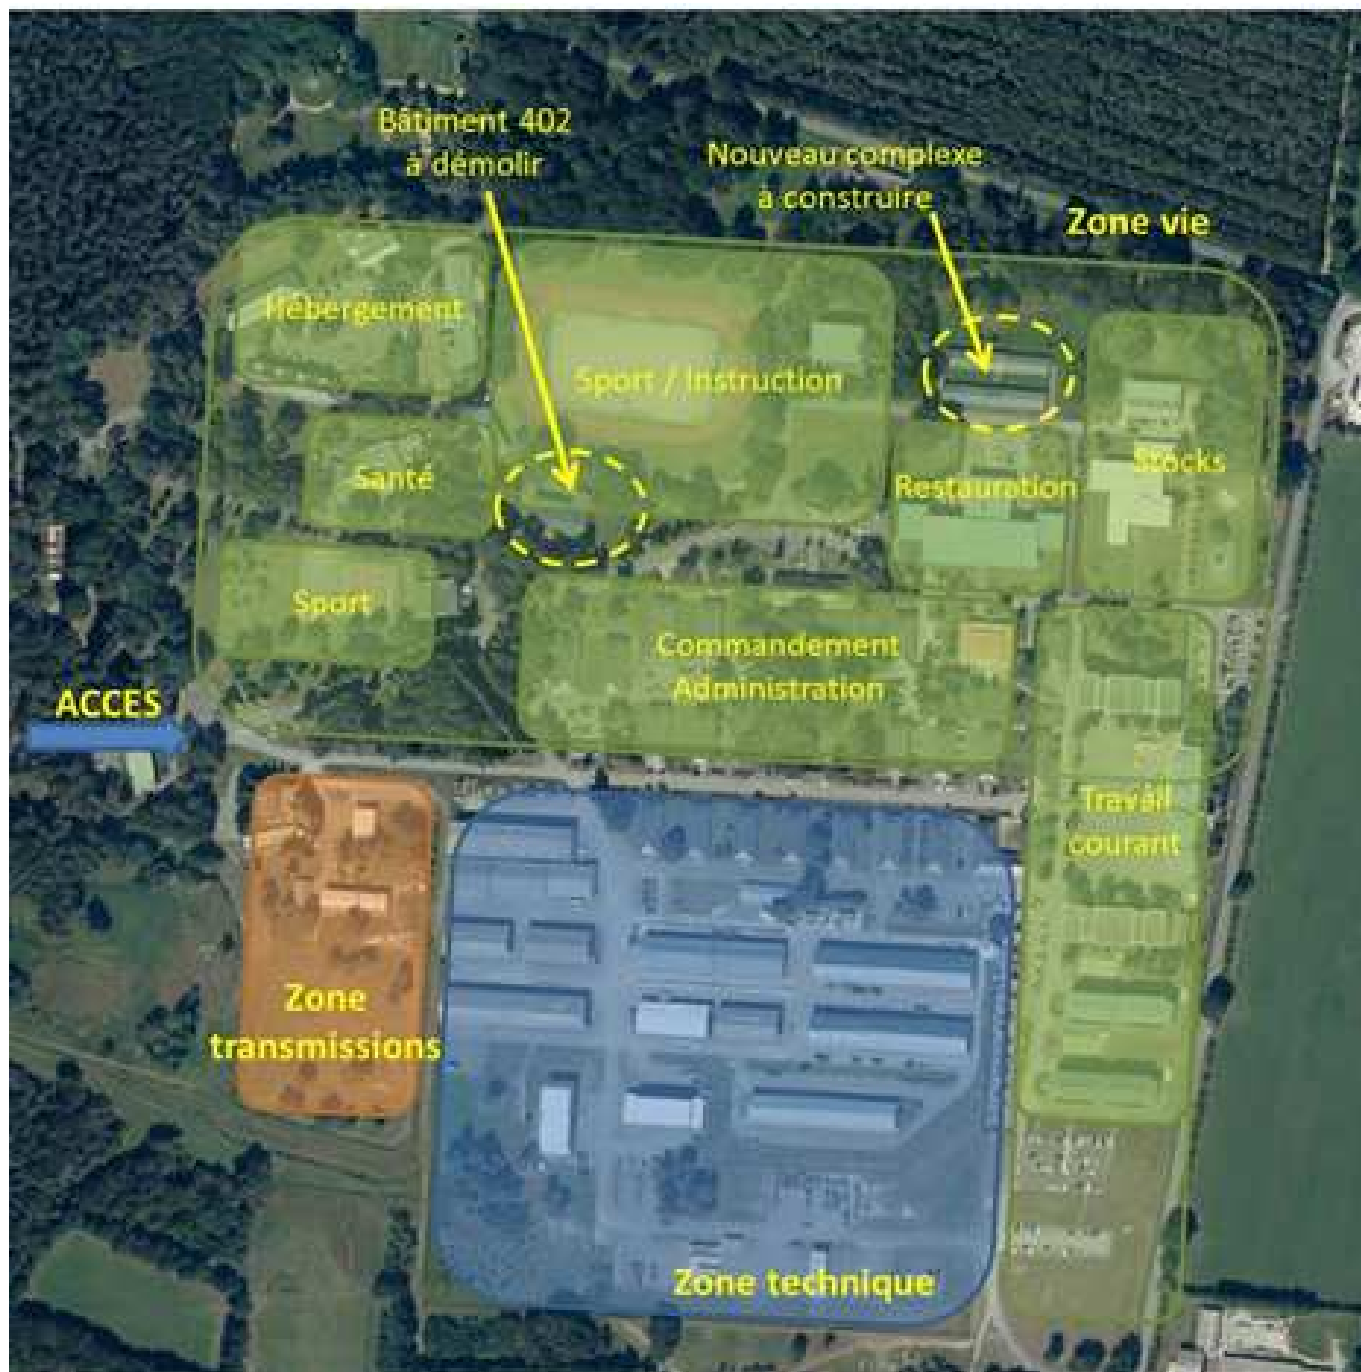 Bâtiment 402
à démolir
Nouveau complexe
à construire
Zone vie
Hébergement
Sport / Instruction
Santé
Restauration
Stocks
Sport
Commandement
Administration
ACCES
Travail
courant
Zone
transmissions
Zone technique